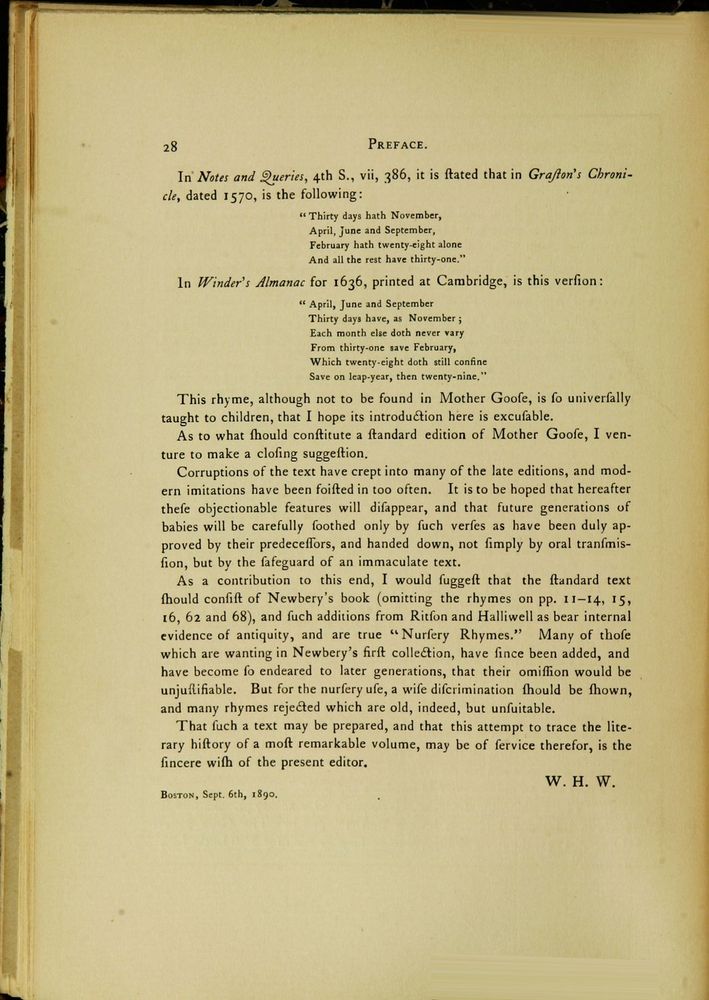 28 PREFACE.
In Notes and Queries, 4th S., vii, 386, it is ſtated that in Grafton's Chroni-
cle, dated 1570, is the following:
“Thirty days hath November,
April, June and September,
February hath twenty-eight alone
And all the rest have thirty-one.”
In Winder's Almanac for 1636, printed at Cambridge, is this verſion:
“April, June and September
Thirty days have, as November;
Each month else doth never vary
From thirty-one save February,
Which twenty-eight doth still confine
Save on leap-year, then twenty-nine.”
This rhyme, although not to be found in Mother Gooſe, is ſo univerſally
taught to children, that I hope its introduction here is excuſable.
As to what ſhould conſtitute a ſtandard edition of Mother Gooſe, I ven-
ture to make a cloſing suggeſtion.
Corruptions of the text have crept into many of the late editions, and mod-
ern imitations have been foiſted in too often. It is to be hoped that hereafter
theſe objectionable features will diſappear, and that future generations of
babies will be carefully ſoothed only by ſuch verſes as have been duly ap-
proved by their predeceſſors, and handed down, not ſimply by oral tranſmiſ-
ſion, but by the ſafeguard of an immaculate text.
As a contribution to this end, I would ſuggeſt that the ſtandard text
ſhould conſiſt of Newbery's book (omitting the rhymes on pp. 11–14, 15,
16, 62 and 68), and ſuch additions from Ritſon and Halliwell as bear internal
evidence of antiquity, and are true “Nurſery Rhymes.” Many of thoſe
which are wanting in Newbery's firſt collection, have ſince been added, and
have become ſo endeared to later generations, that their omiſſion would be
unjuſtifiable. But for the nurſery uſe, a wiſe diſcrimination ſhould be ſhown,
and many rhymes rejected which are old, indeed, but unſuitable.
That ſuch a text may be prepared, and that this attempt to trace the lite-
rary hiſtory of a moſt remarkable volume, may be of ſervice therefor, is the
ſincere wiſh of the present editor.
W. H. W.
BOSTON, Sept. 6th, 1890.